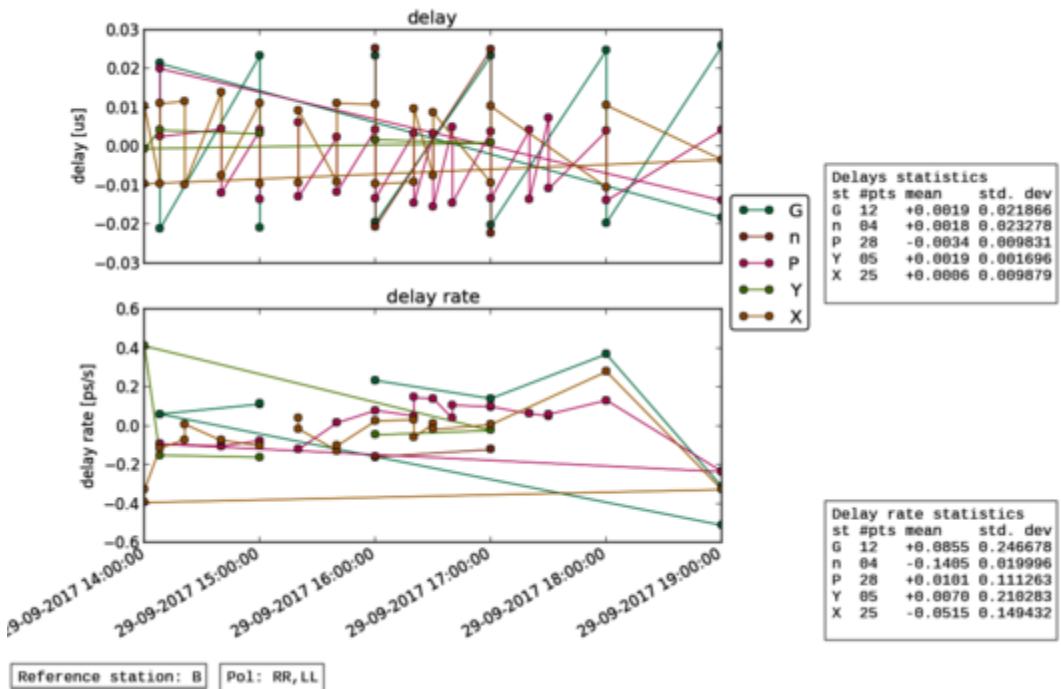 delay
0.03
0.02
0.01
0.00
−0.01
−0.02
−0.03
delay [us]
Delays statistics
st #pts mean std. dev
G 12 +0.0019 0.021866
n 04 +0.0018 0.023278
P 28 -0.0034 0.009831
Y 05 +0.0019 0.001696
X 25 +0.0006 0.009879
G
n
P
Y
X
delay rate
0.6
0.4
0.2
0.0
−0.2
−0.4
−0.6
delay rate [ps/s]
9-09-2017 14:00:00
29-09-2017 15:00:00
29-09-2017 16:00:00
29-09-2017 17:00:00
29-09-2017 18:00:00
29-09-2017 19:00:00
Delay rate statistics
st #pts mean std. dev
G 12 +0.0855 0.246678
n 04 -0.1405 0.019996
P 28 +0.0101 0.111263
Y 05 +0.0070 0.210283
X 25 -0.0515 0.149432
Reference station: B
Pol: RR,LL